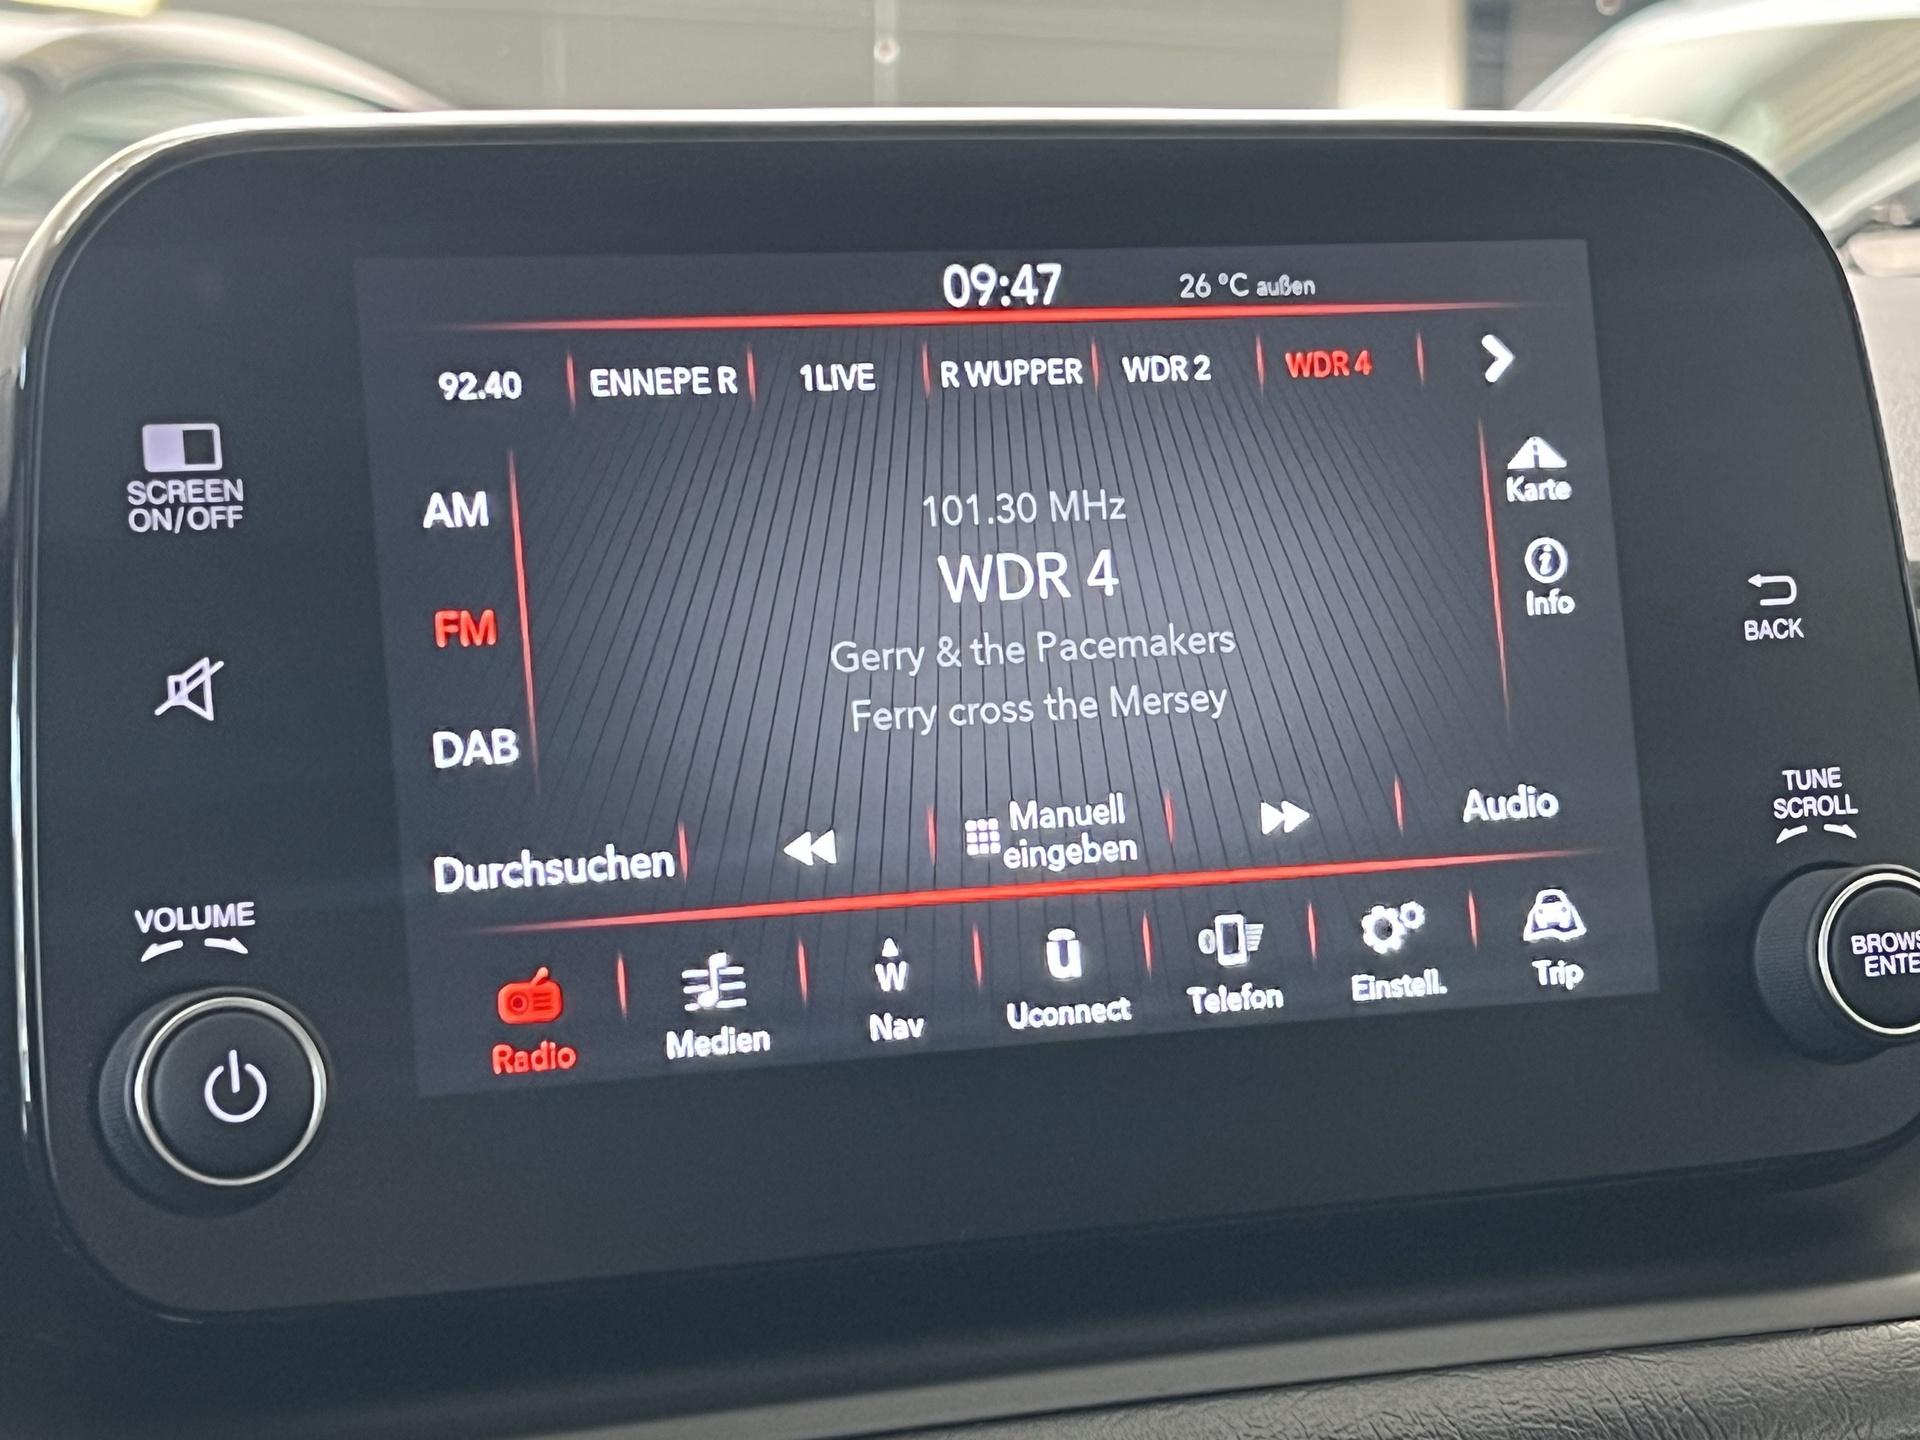 09:47 26 °C außen
92.40 ENNEPE R 1LIVE R WUPPER WDR 2 WDR 4
SCREEN
ON/OFF
AM
FM
DAB
101.30 MHz
WDR 4
Gerry & the Pacemakers
Ferry cross the Mersey
Karte
Info
BACK
TUNE
SCROLL
Durchsuchen
Manuell
eingeben
Audio
VOLUME
W
Radio
Medien
Nav
Uconnect
Telefon
Einstell.
Trip
BROWS
ENTE